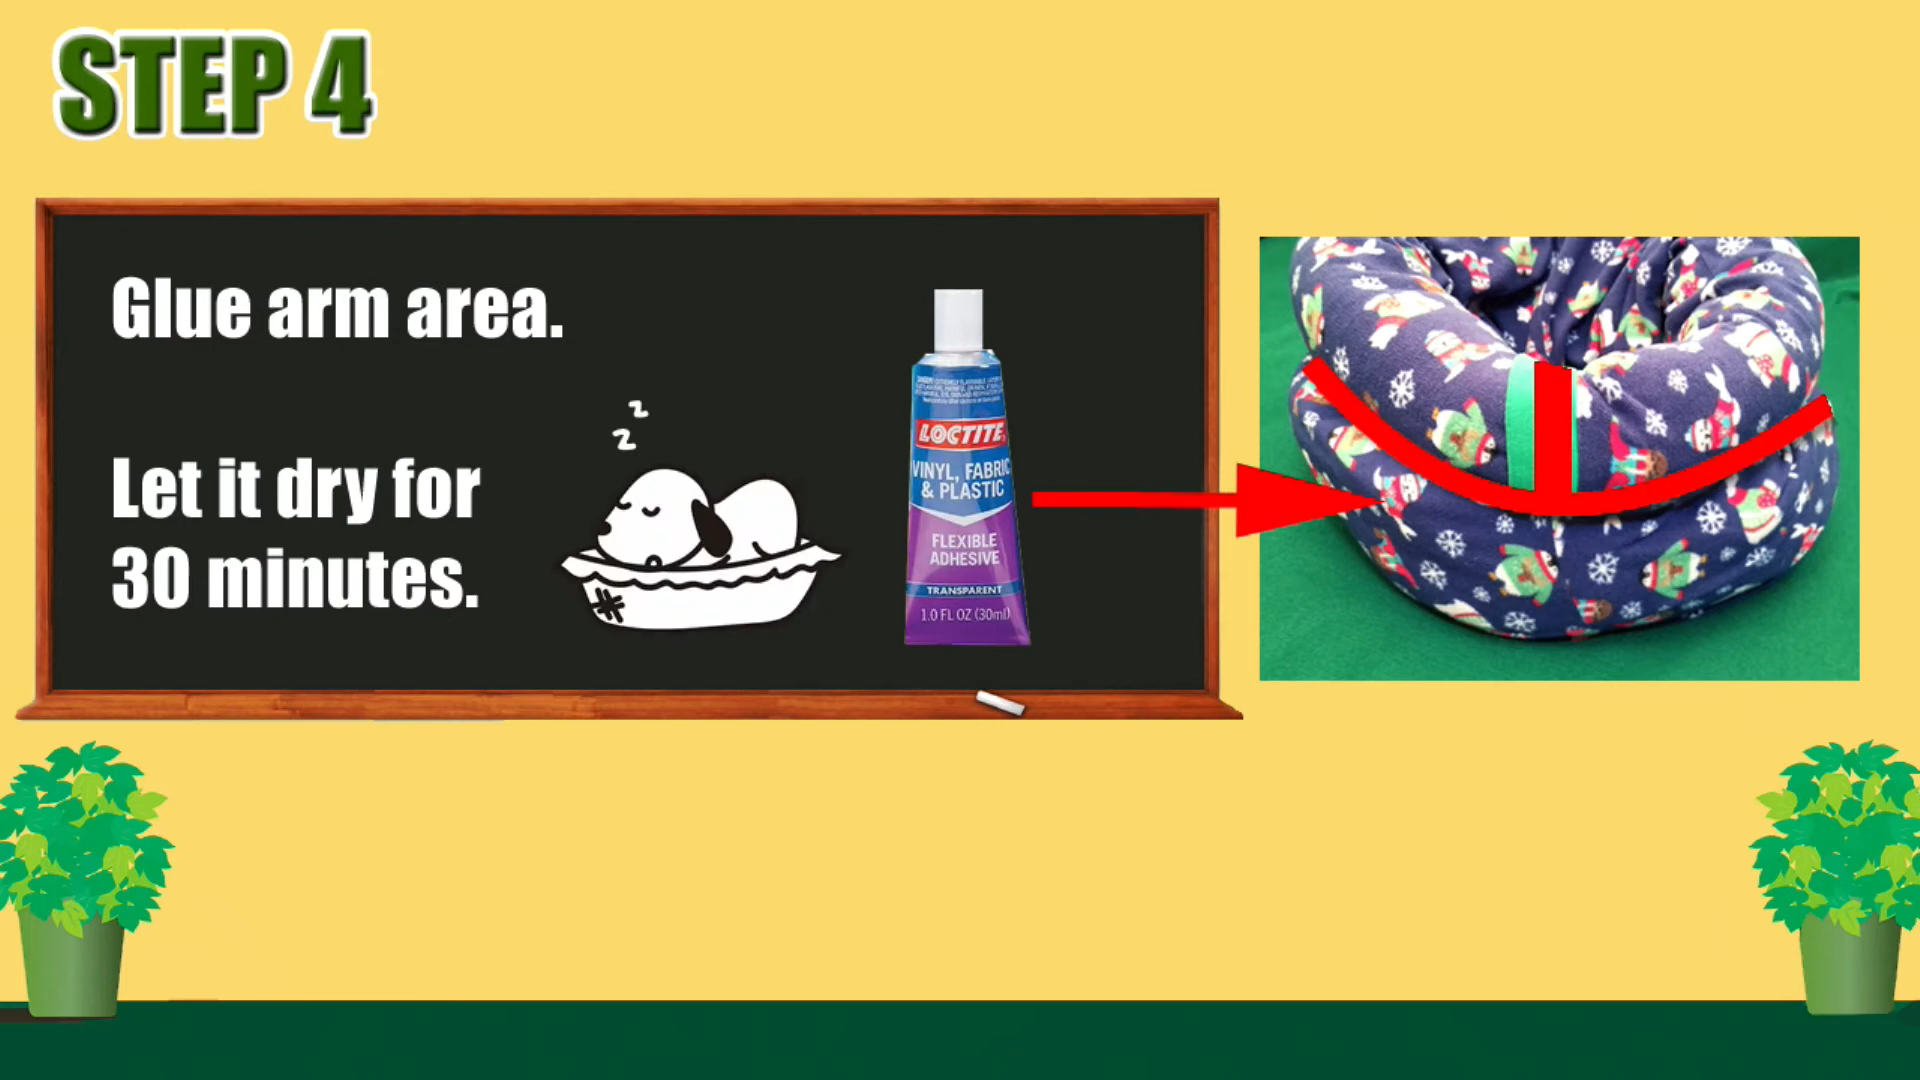 STEP 4
Glue arm area.
Let it dry for
30 minutes.
z
z
LOCTITE
VINYL, FABRIC
& PLASTIC
FLEXIBLE
ADHESIVE
TRANSPARENT
1.0 FL OZ (30ml)